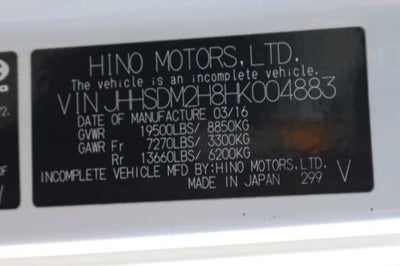 HINO MOTORS, LTD.
The vehicle is an incomplete vehicle.
VIN JHHSDM2H8HK004883
DATE OF MANUFACTURE 03/16
GVWR 19500LBS/ 8850KG
GAWR Fr 7270LBS/ 3300KG
Rr 13660LBS/ 6200KG
INCOMPLETE VEHICLE MFD BY:HINO MOTORS,LTD.
MADE IN JAPAN 299 V